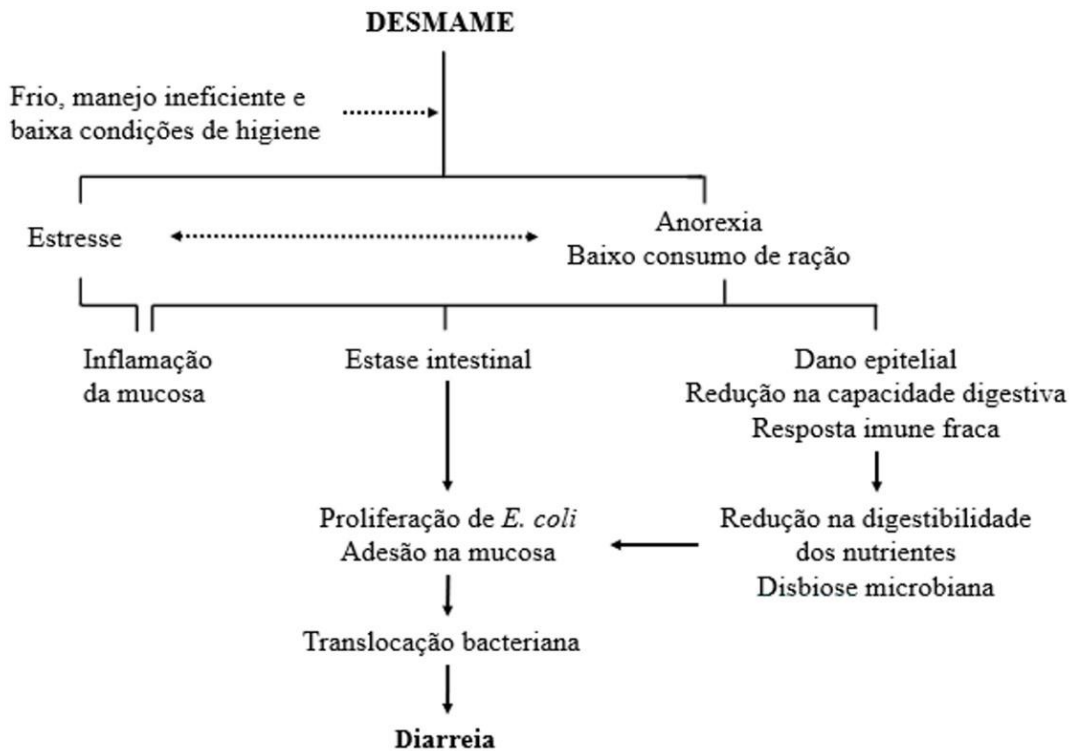 DESMAME
Frio, manejo ineficiente e
baixa condições de higiene
Estresse
Anorexia
Baixo consumo de ração
Inflamação
da mucosa
Estase intestinal
Dano epitelial
Redução na capacidade digestiva
Resposta imune fraca
Proliferação de E. coli
Adesão na mucosa
Redução na digestibilidade
dos nutrientes
Disbiose microbiana
Translocação bacteriana
Diarreia